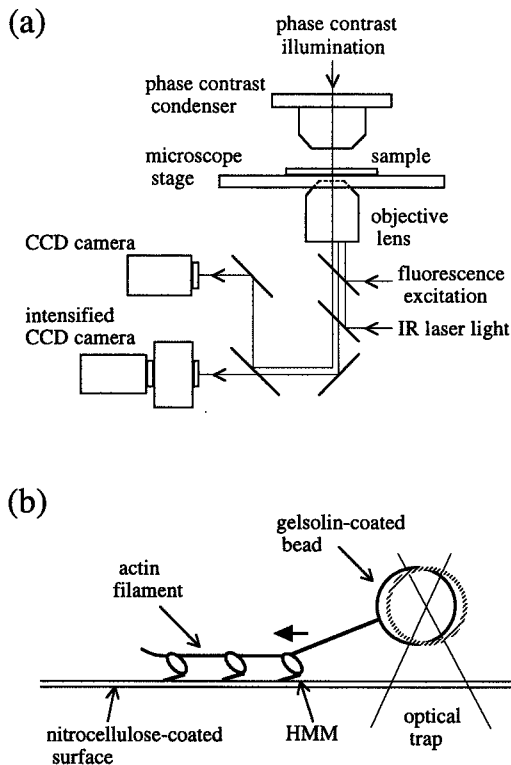 (a)
phase contrast
illumination
phase contrast
condenser
microscope
stage
sample
objective
lens
CCD camera
fluorescence
excitation
intensified
CCD camera
IR laser light
(b)
gelsolin-coated
bead
actin
filament
nitrocellulose-coated
surface
HMM
optical
trap